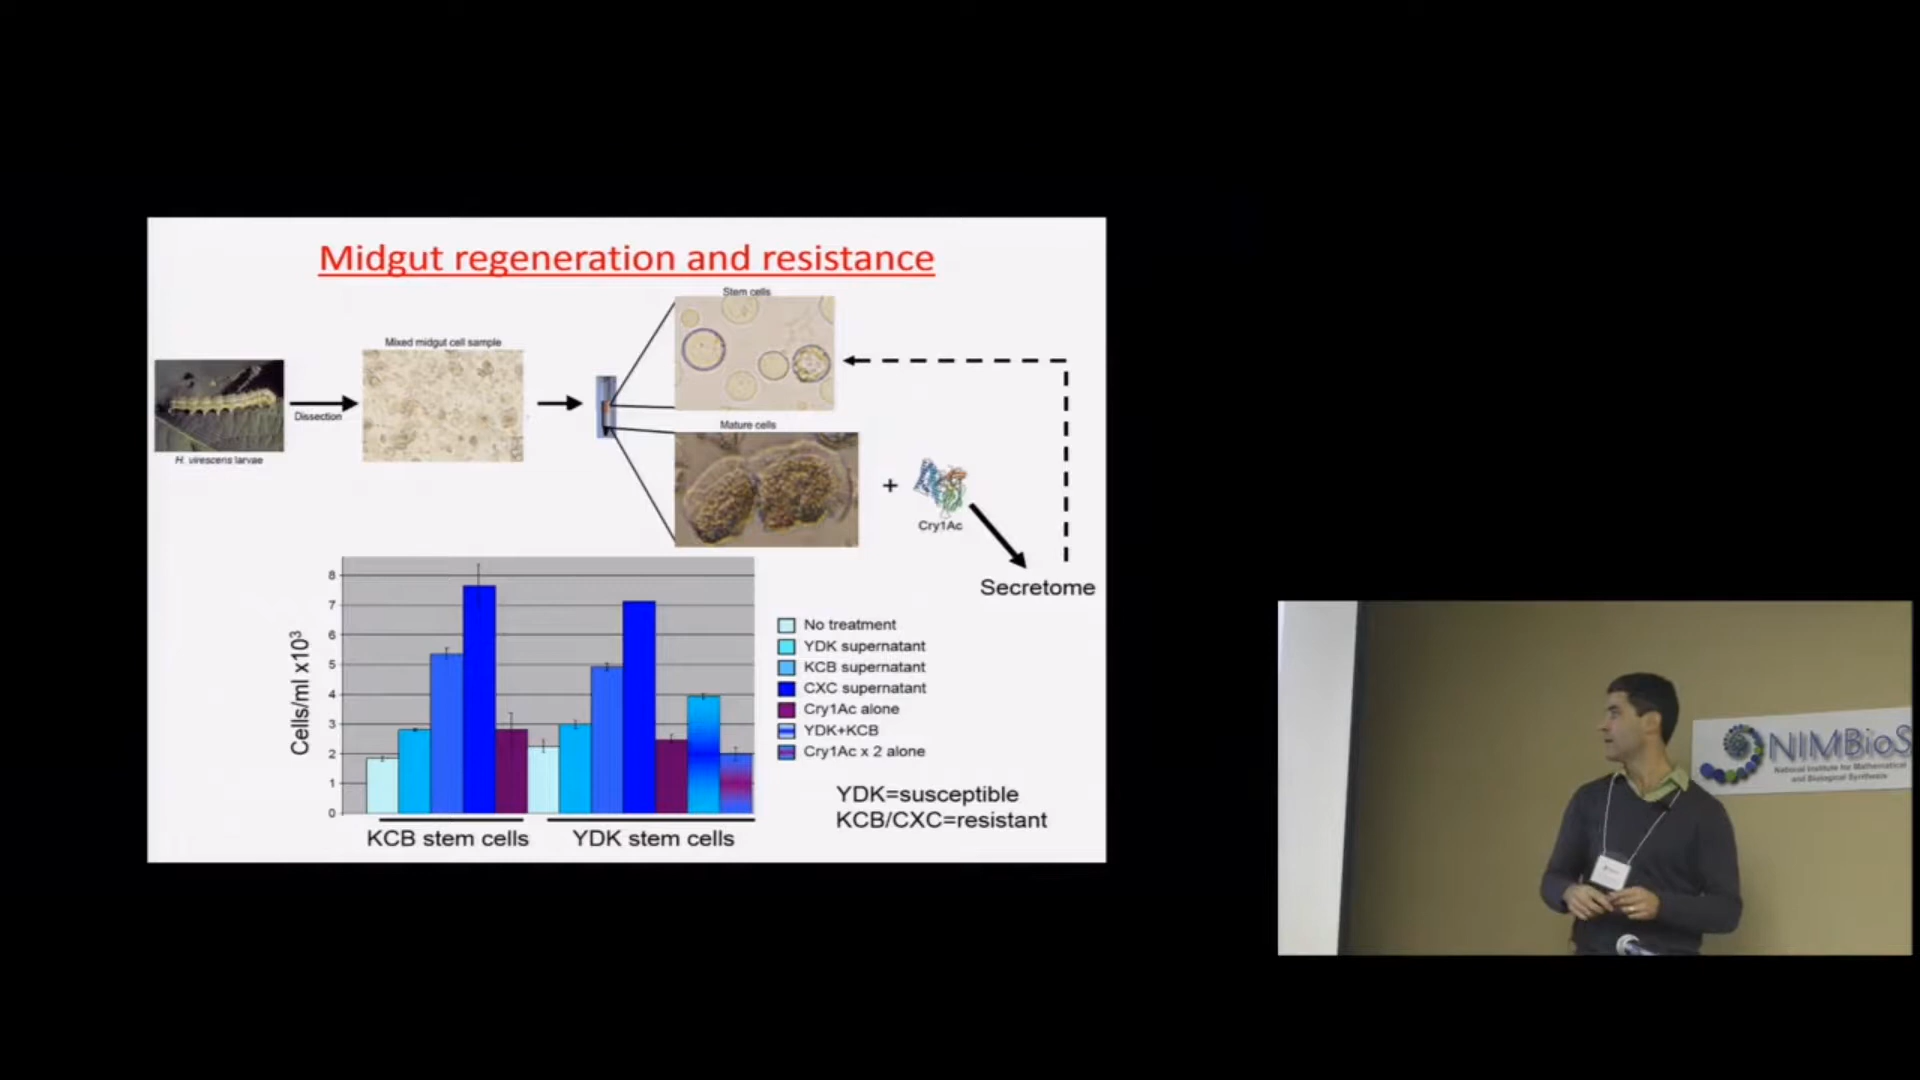 Midgut regeneration and resistance
Stem cells
Mixed midgut cell sample
Dissection
H. virescens larvae
Mature cells
+
Cry1Ac
Secretome
Cells/ml x10³
8
7
6
5
4
3
2
1
0
KCB stem cells
YDK stem cells
No treatment
YDK supernatant
KCB supernatant
CXC supernatant
Cry1Ac alone
YDK+KCB
Cry1Ac x 2 alone
YDK=susceptible
KCB/CXC=resistant
NIMBioS
National Institute for Mathematical
and Biological Synthesis